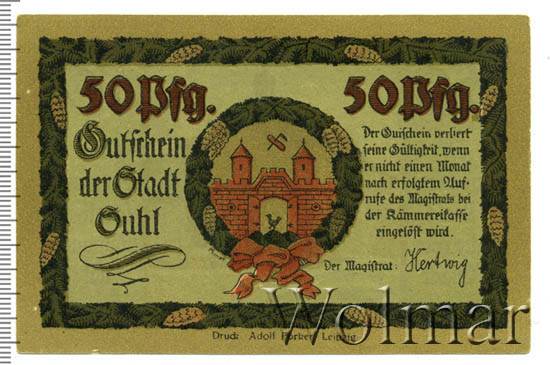 50 Pfg.
50 Pfg.
Gutschein
der Stadt
Suhl
Der Gutschein verliert
seine Gültigkeit, wenn
er nicht einen Monat
nach erfolgtem Auf-
rufe des Magistrats bei
der Kämmereikasse
eingelöst wird.
Der Magistrat: Hertwig
Druck Adolf Leipzig
Wolmar